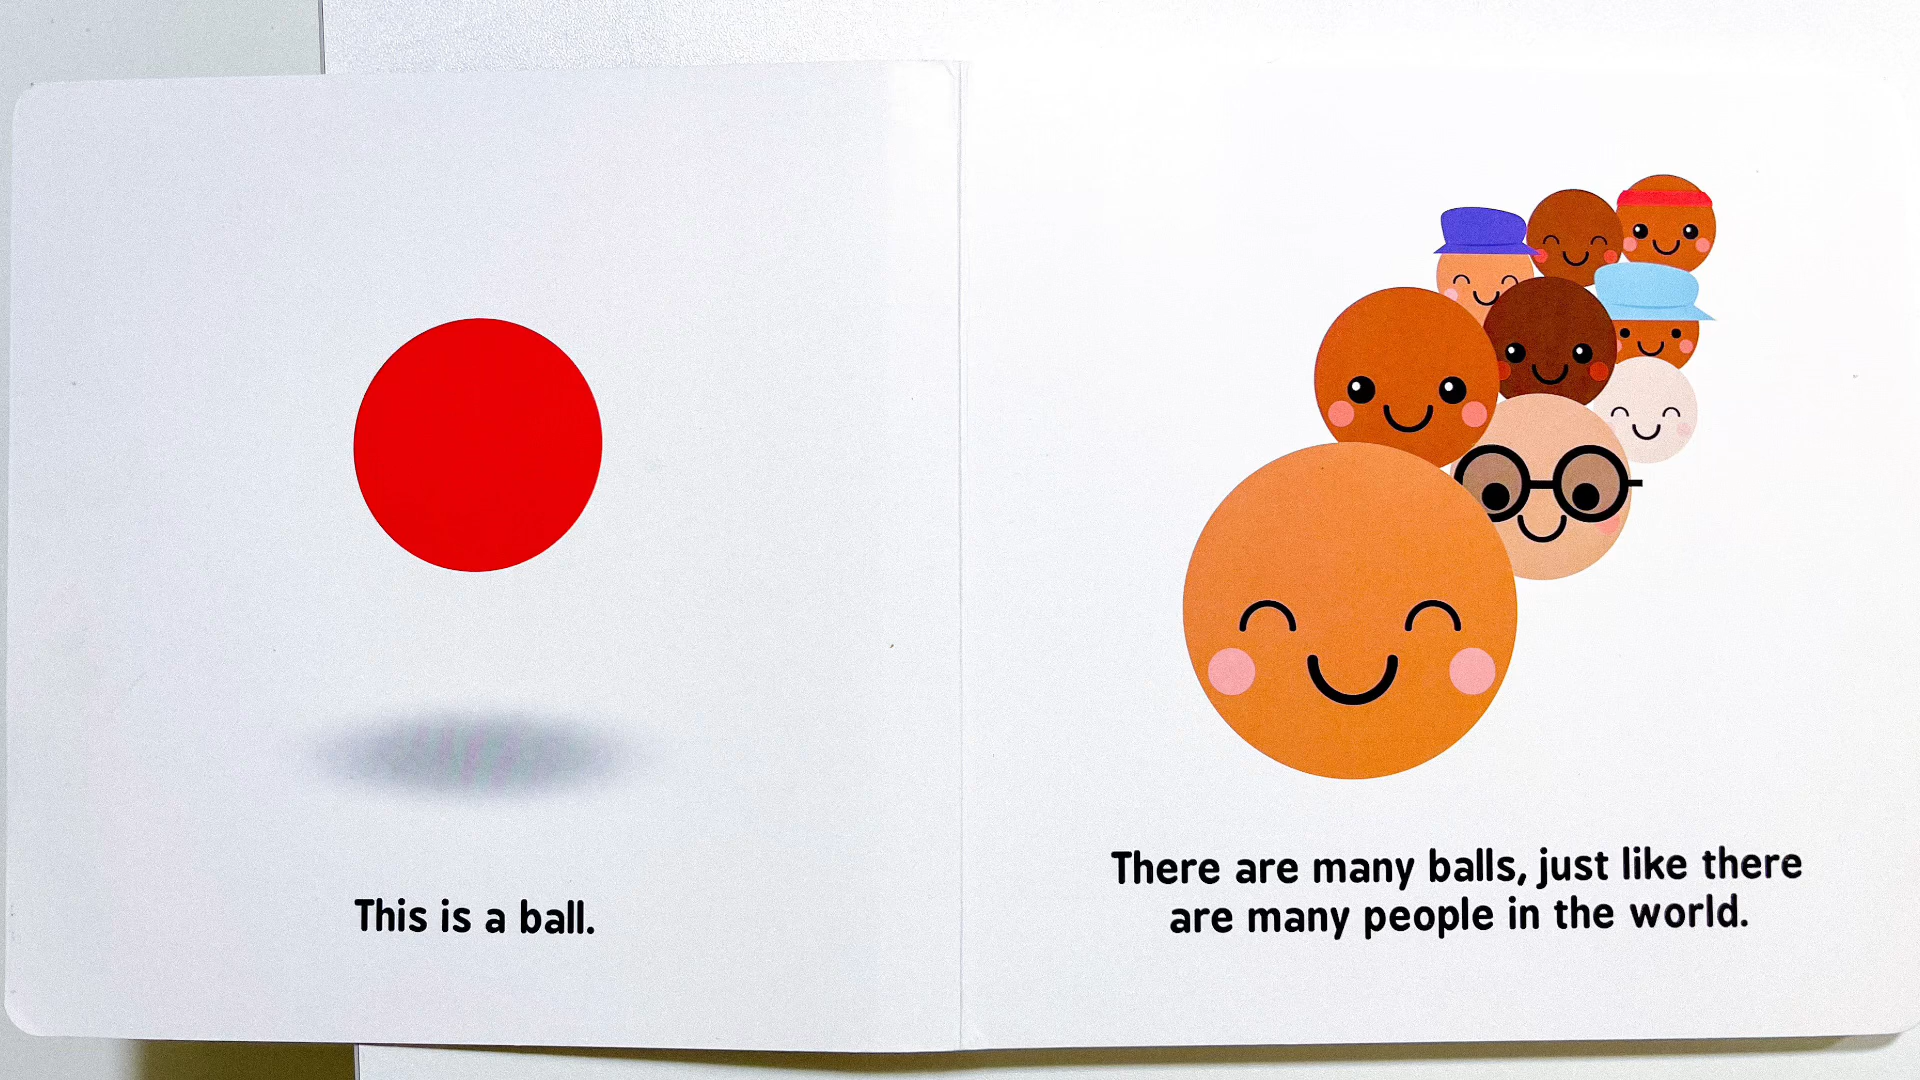 This is a ball.
There are many balls, just like there
are many people in the world.